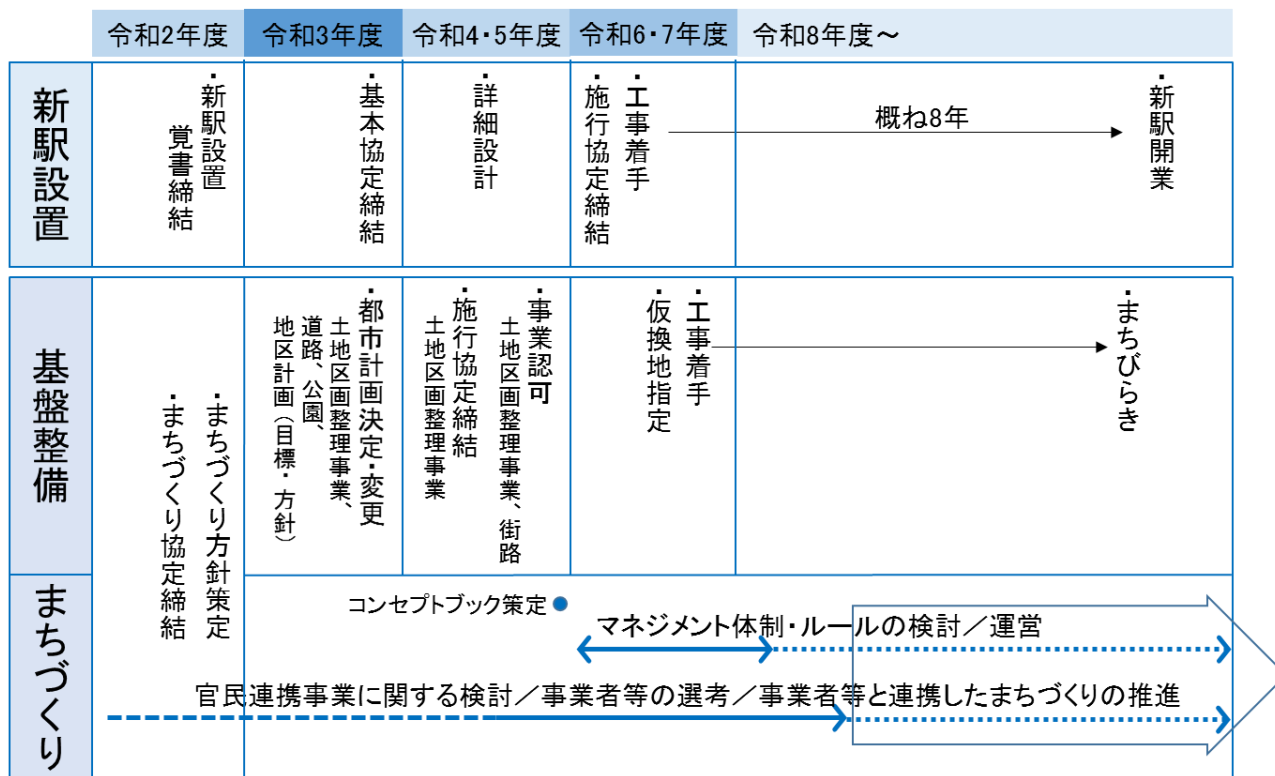 令和2年度
令和3年度
令和4・5年度
令和6・7年度
令和8年度～
新駅設置
・新駅設置
覚書締結
・基本協定締結
・詳細設計
・工事着手
・施行協定締結
概ね8年
・新駅開業
基盤整備
・まちづくり方針策定
・まちづくり協定締結
・都市計画決定・変更
土地区画整理事業、
道路、公園、
地区計画（目標・方針）
・事業認可
土地区画整理事業、街路
・施行協定締結
土地区画整理事業
・工事着手
・仮換地指定
・まちびらき
まちづくり
コンセプトブック策定
マネジメント体制・ルールの検討／運営
官民連携事業に関する検討／事業者等の選考／事業者等と連携したまちづくりの推進